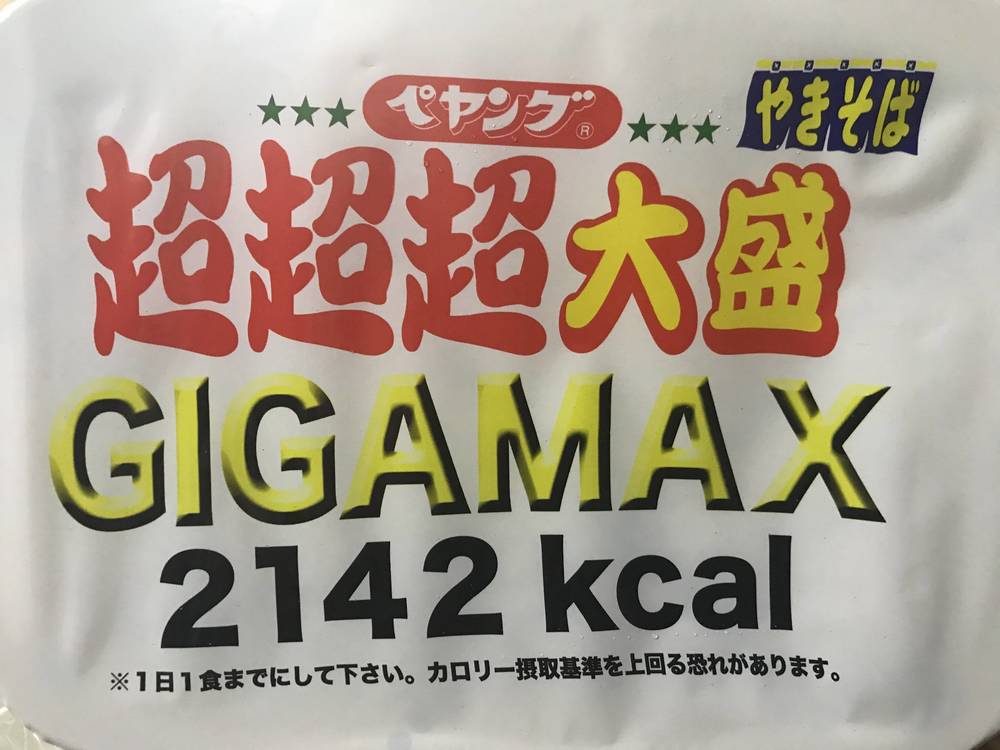 ★★★ ペヤング® ★★★ やきそば
超超超大盛
GIGAMAX
2142 kcal
※1日1食までにして下さい。カロリー摂取基準を上回る恐れがあります。